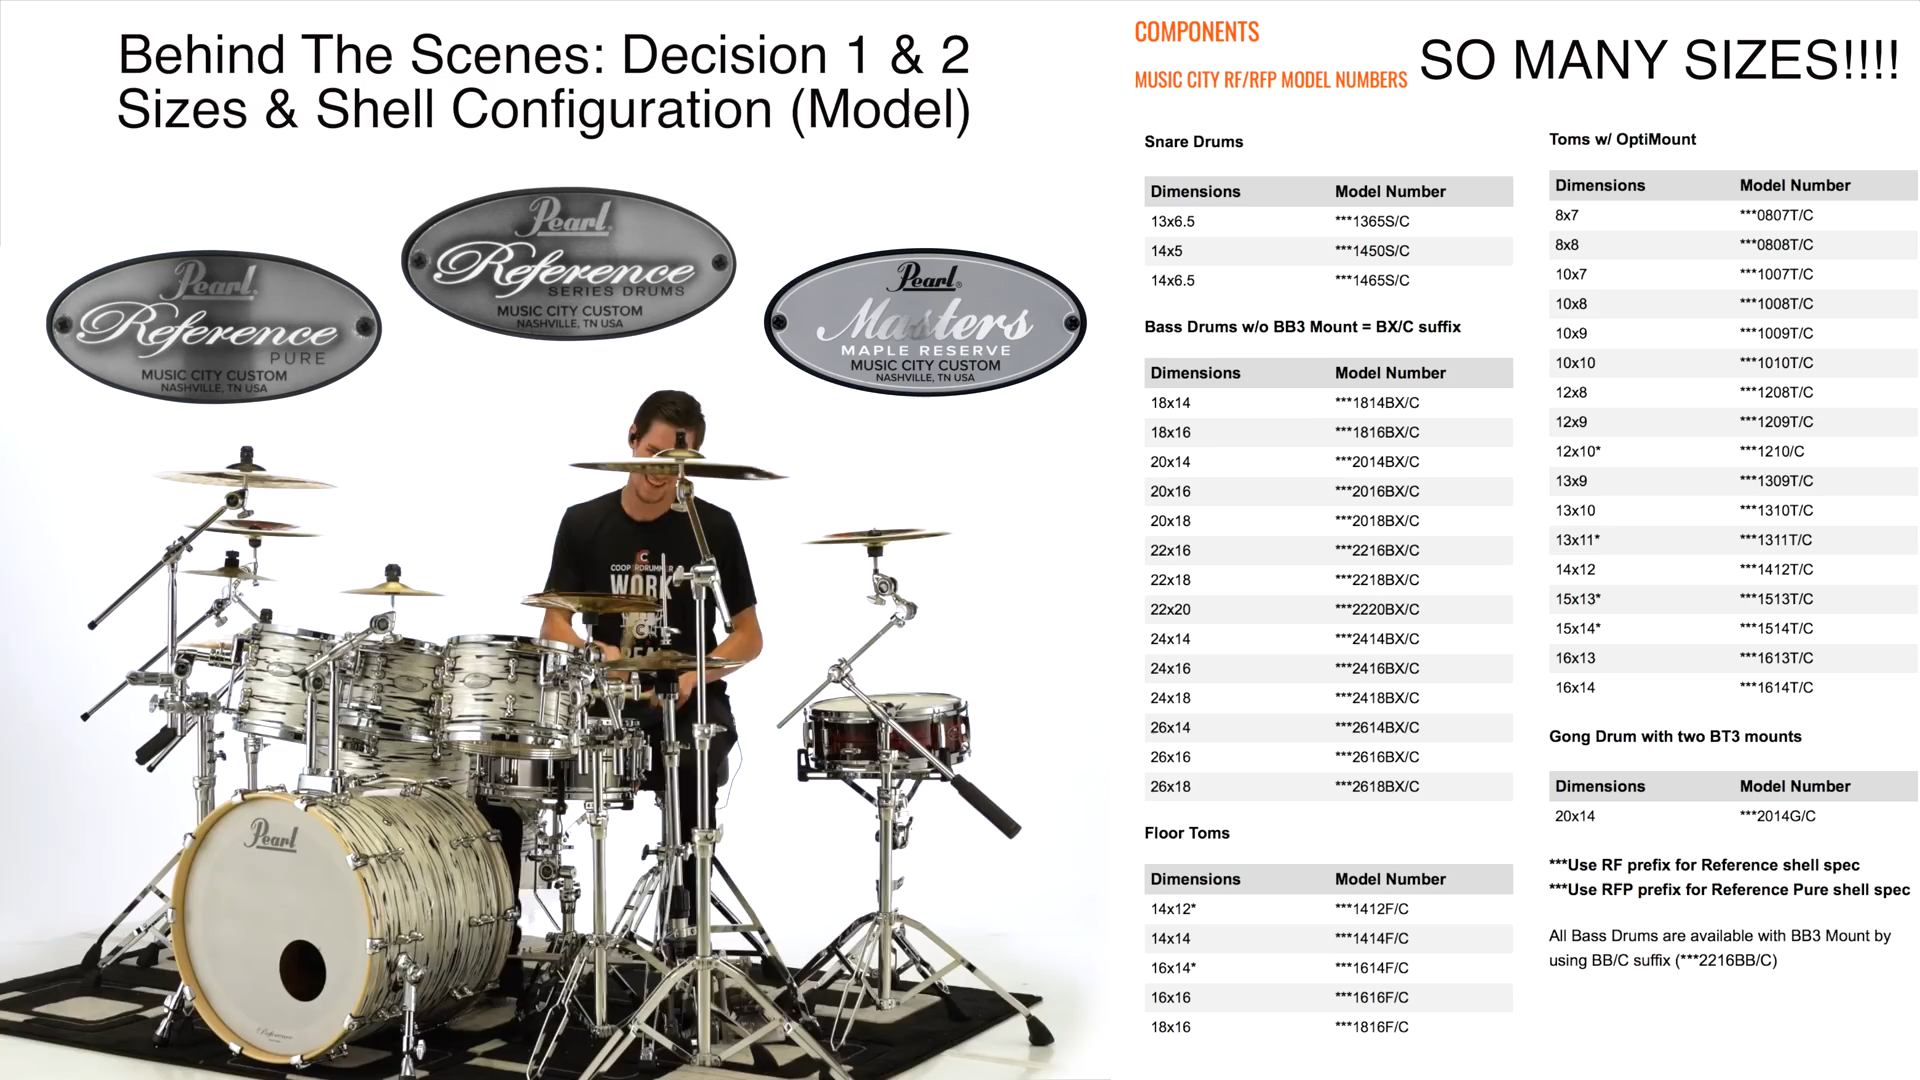 Behind The Scenes: Decision 1 & 2
Sizes & Shell Configuration (Model)
Pearl
Reference
PURE
MUSIC CITY CUSTOM
NASHVILLE, TN USA
Pearl
Reference
SERIES DRUMS
MUSIC CITY CUSTOM
NASHVILLE, TN USA
Pearl
Masters
MAPLE RESERVE
MUSIC CITY CUSTOM
NASHVILLE, TN USA
COOPERDRUMMER
WORK
Pearl
Reference
COMPONENTS
MUSIC CITY RF/RFP MODEL NUMBERS
SO MANY SIZES!!!!
Snare Drums
Dimensions Model Number
13x6.5 ***1365S/C
14x5 ***1450S/C
14x6.5 ***1465S/C
Bass Drums w/o BB3 Mount = BX/C suffix
Dimensions Model Number
18x14 ***1814BX/C
18x16 ***1816BX/C
20x14 ***2014BX/C
20x16 ***2016BX/C
20x18 ***2018BX/C
22x16 ***2216BX/C
22x18 ***2218BX/C
22x20 ***2220BX/C
24x14 ***2414BX/C
24x16 ***2416BX/C
24x18 ***2418BX/C
26x14 ***2614BX/C
26x16 ***2616BX/C
26x18 ***2618BX/C
Floor Toms
Dimensions Model Number
14x12* ***1412F/C
14x14 ***1414F/C
16x14* ***1614F/C
16x16 ***1616F/C
18x16 ***1816F/C
Toms w/ OptiMount
Dimensions Model Number
8x7 ***0807T/C
8x8 ***0808T/C
10x7 ***1007T/C
10x8 ***1008T/C
10x9 ***1009T/C
10x10 ***1010T/C
12x8 ***1208T/C
12x9 ***1209T/C
12x10* ***1210/C
13x9 ***1309T/C
13x10 ***1310T/C
13x11* ***1311T/C
14x12 ***1412T/C
15x13* ***1513T/C
15x14* ***1514T/C
16x13 ***1613T/C
16x14 ***1614T/C
Gong Drum with two BT3 mounts
Dimensions Model Number
20x14 ***2014G/C
***Use RF prefix for Reference shell spec
***Use RFP prefix for Reference Pure shell spec
All Bass Drums are available with BB3 Mount by
using BB/C suffix (***2216BB/C)